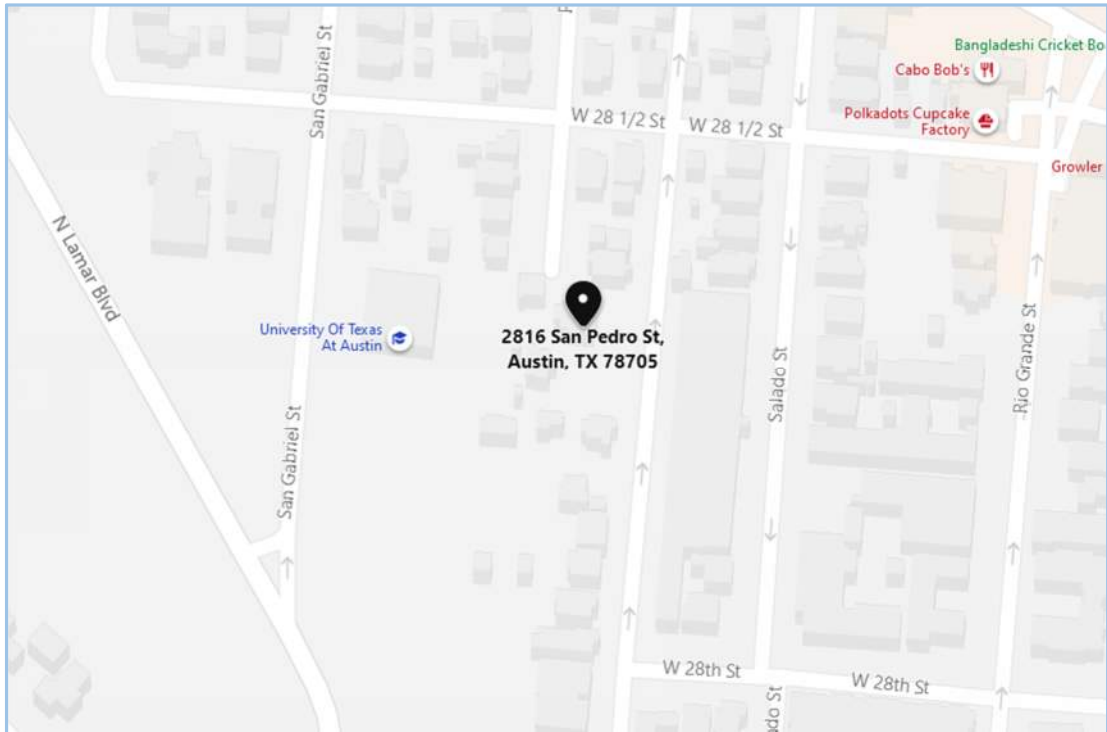 San Gabriel St
Bangladeshi Cricket Bo
Cabo Bob's
Polkadots Cupcake
Factory
W 28 1/2 St
W 28 1/2 St
Growler
N Lamar Blvd
University Of Texas
At Austin
2816 San Pedro St,
Austin, TX 78705
Salado St
Rio Grande St
San Gabriel St
W 28th St
W 28th St
ado St